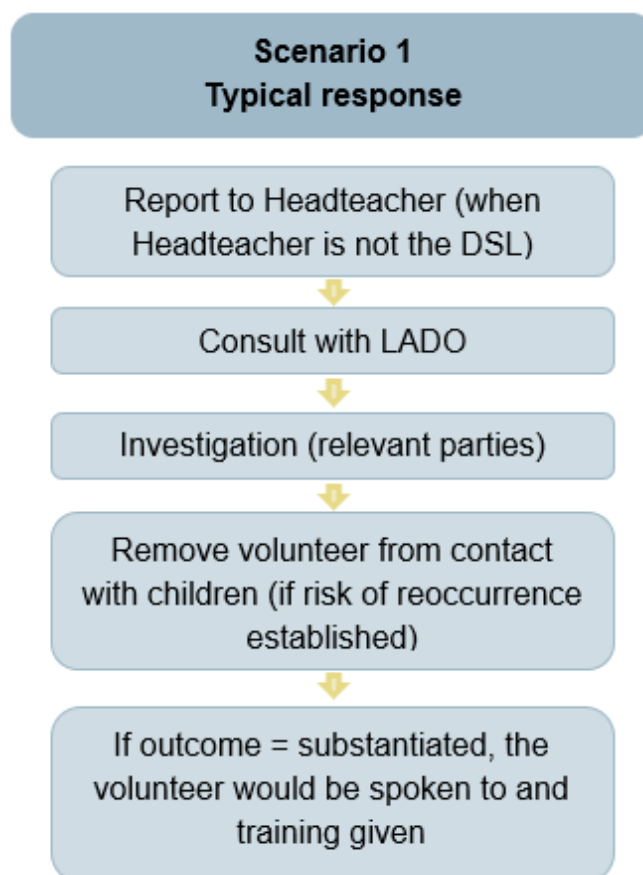 Scenario 1
Typical response
Report to Headteacher (when
Headteacher is not the DSL)
Consult with LADO
Investigation (relevant parties)
Remove volunteer from contact
with children (if risk of reoccurrence
established)
If outcome = substantiated, the
volunteer would be spoken to and
training given